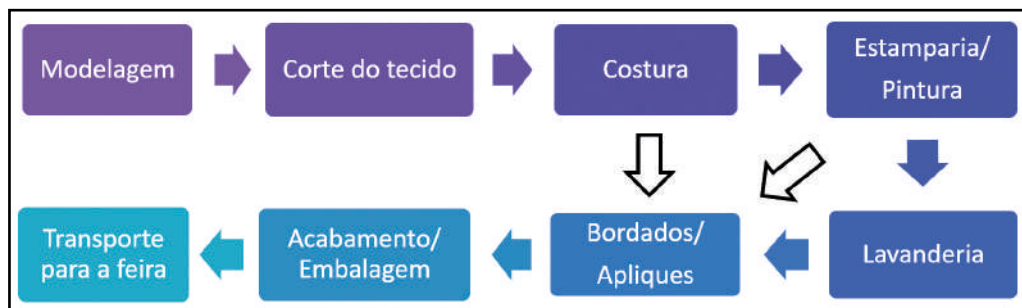 Modelagem
Corte do tecido
Costura
Estamparia/
Pintura
Transporte
para a feira
Acabamento/
Embalagem
Bordados/
Apliques
Lavanderia